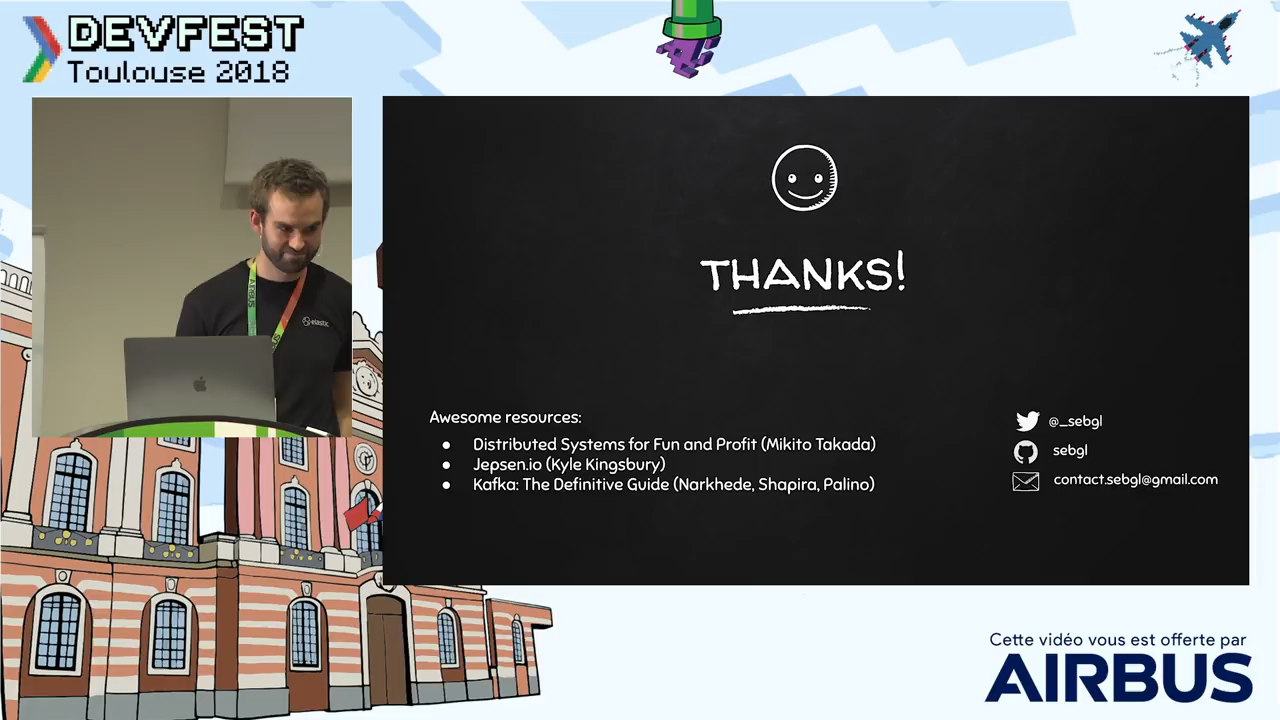 DEVFEST
Toulouse 2018
elastic
THANKS!
Awesome resources:
● Distributed Systems for Fun and Profit (Mikito Takada)
● Jepsen.io (Kyle Kingsbury)
● Kafka: The Definitive Guide (Narkhede, Shapira, Palino)
@_sebgl
sebgl
contact.sebgl@gmail.com
Cette vidéo vous est offerte par
AIRBUS